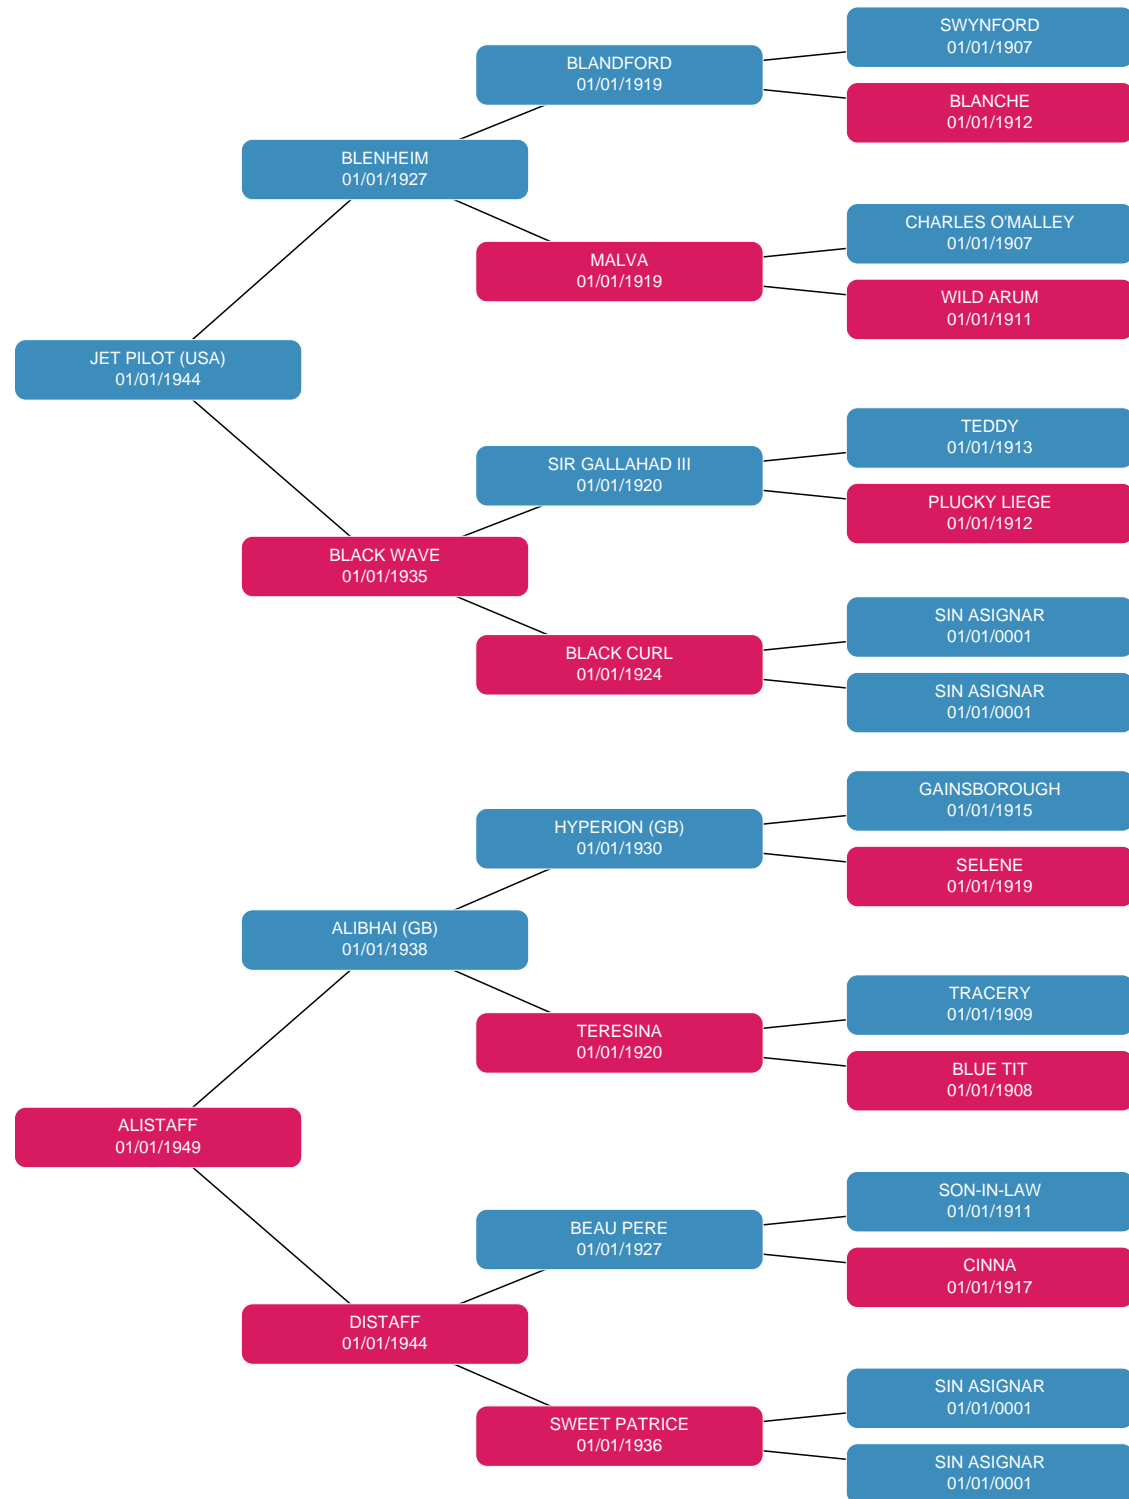 SWYNFORD
01/01/1907
BLANDFORD
01/01/1919
BLANCHE
01/01/1912
BLENHEIM
01/01/1927
CHARLES O'MALLEY
01/01/1907
MALVA
01/01/1919
WILD ARUM
01/01/1911
JET PILOT (USA)
01/01/1944
TEDDY
01/01/1913
SIR GALLAHAD III
01/01/1920
PLUCKY LIEGE
01/01/1912
BLACK WAVE
01/01/1935
SIN ASIGNAR
01/01/0001
BLACK CURL
01/01/1924
SIN ASIGNAR
01/01/0001
GAINSBOROUGH
01/01/1915
HYPERION (GB)
01/01/1930
SELENE
01/01/1919
ALIBHAI (GB)
01/01/1938
TRACERY
01/01/1909
TERESINA
01/01/1920
BLUE TIT
01/01/1908
ALISTAFF
01/01/1949
SON-IN-LAW
01/01/1911
BEAU PERE
01/01/1927
CINNA
01/01/1917
DISTAFF
01/01/1944
SIN ASIGNAR
01/01/0001
SWEET PATRICE
01/01/1936
SIN ASIGNAR
01/01/0001